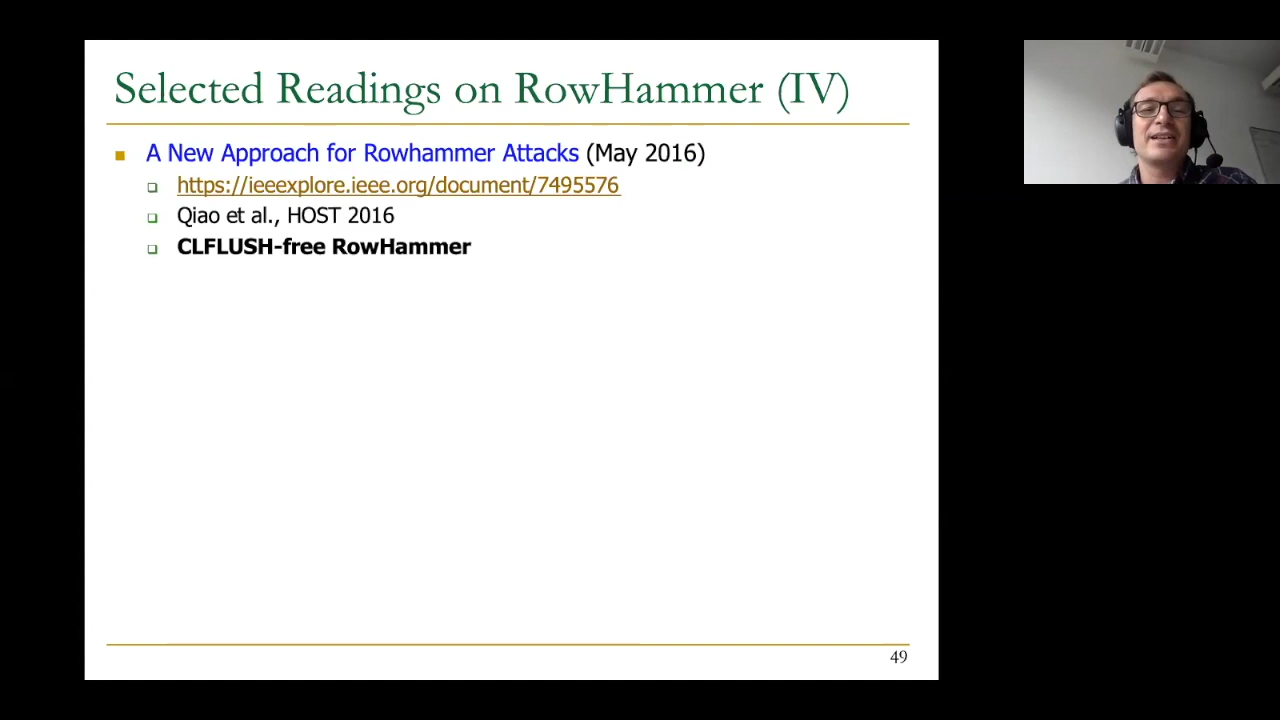 Selected Readings on RowHammer (IV)
A New Approach for Rowhammer Attacks (May 2016)
https://ieeexplore.ieee.org/document/7495576
Qiao et al., HOST 2016
CLFLUSH-free RowHammer
49